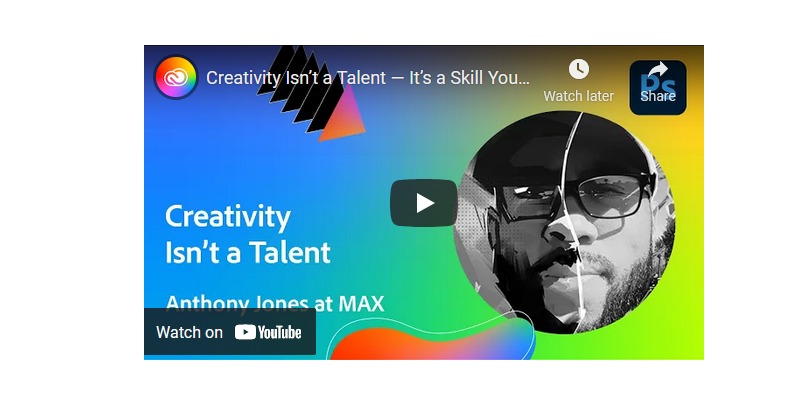 Creativity Isn’t a Talent — It’s a Skill You...
Watch later
Share
Ps
Creativity
Isn’t a Talent
Anthony Jones at MAX
Watch on YouTube